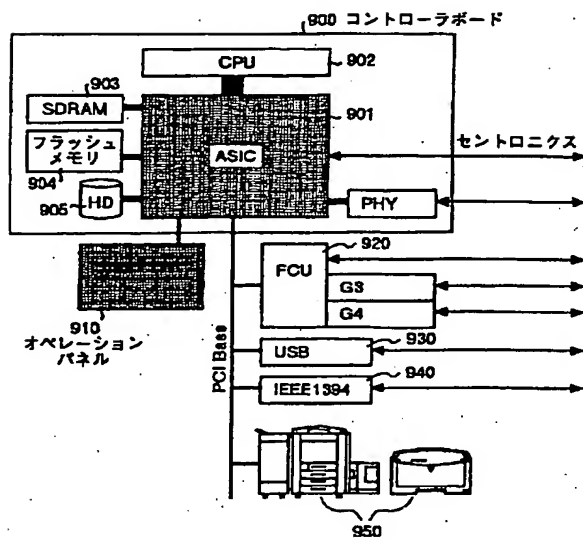 900 コントローラボード
CPU
902
903
SDRAM
901
フラッシュ
メモリ
904
ASIC
セントロニクス
905
HD
PHY
910
オペレーション
パネル
920
FCU
G3
G4
PCI Base
930
USB
940
IEEE1394
950